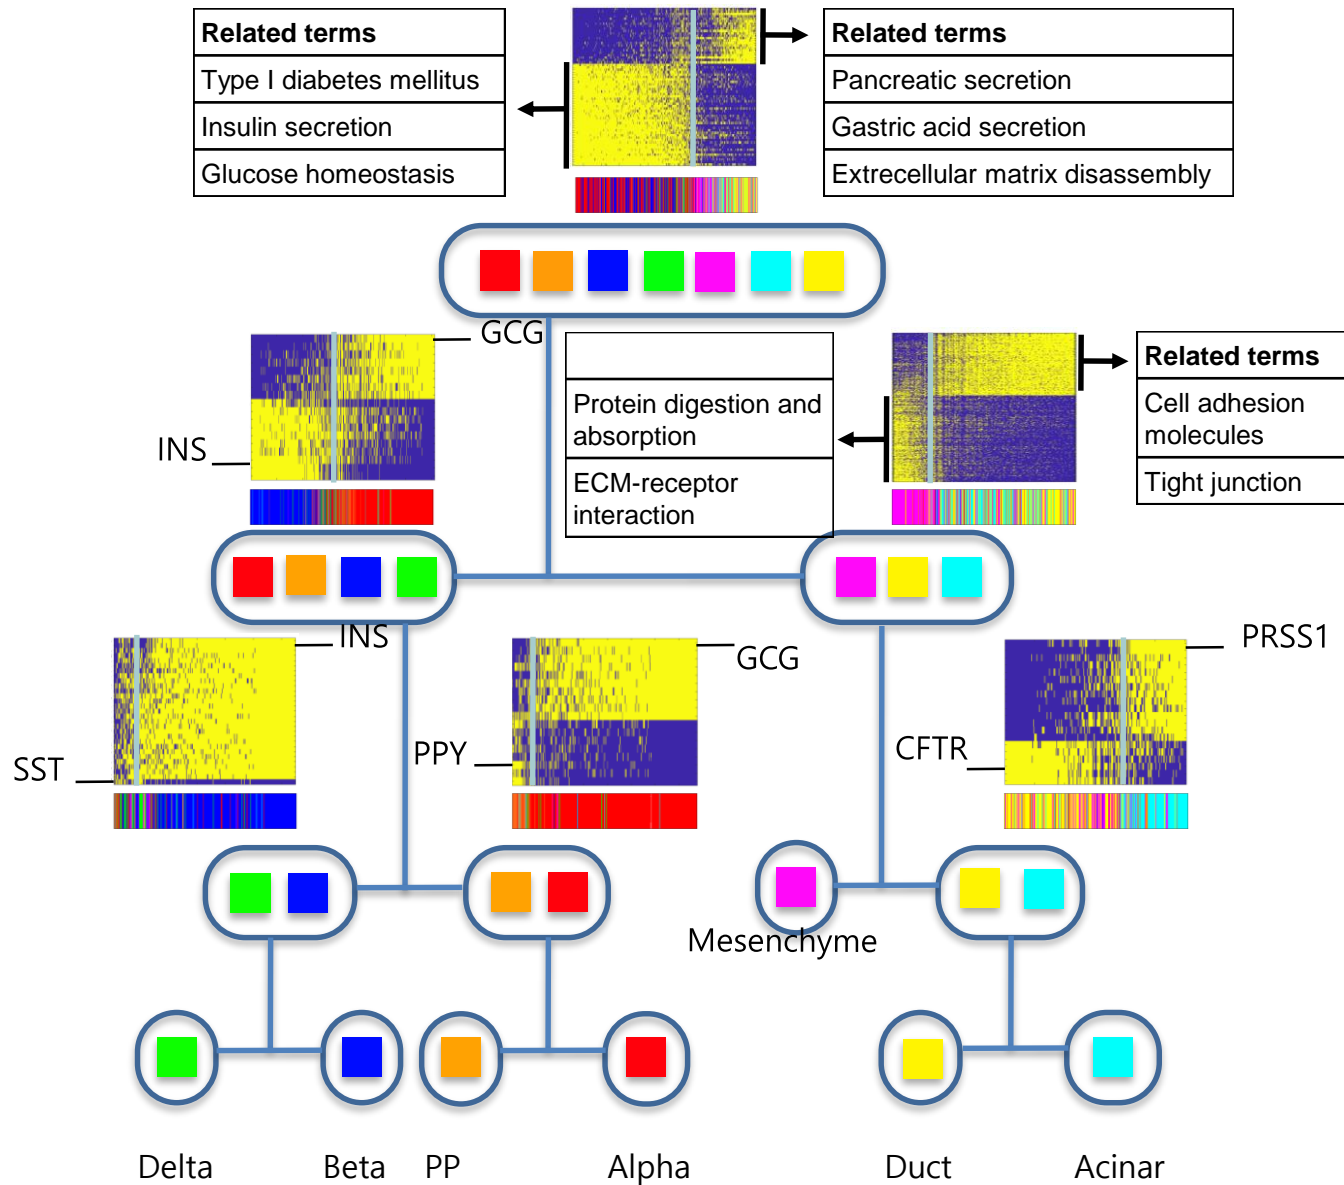 Related terms
Type I diabetes mellitus
Insulin secretion
Glucose homeostasis
Related terms
Pancreatic secretion
Gastric acid secretion
Extrecellular matrix disassembly
GCG
INS
Protein digestion and
absorption
ECM-receptor
interaction
Related terms
Cell adhesion
molecules
Tight junction
INS
SST
GCG
PPY
PRSS1
CFTR
Mesenchyme
Delta
Beta
PP
Alpha
Duct
Acinar